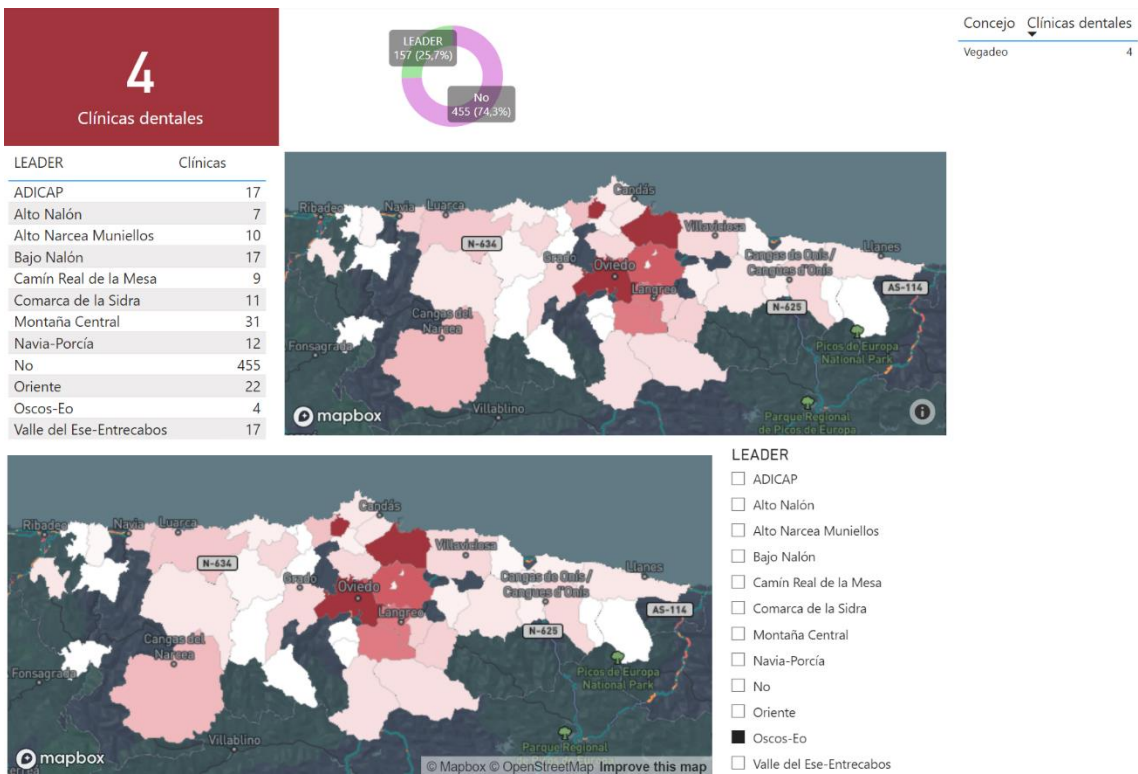 4
Clínicas dentales
LEADER
157 (25,7%)
No
455 (74,3%)
Concejo Clínicas dentales
Vegadeo 4
LEADER Clínicas
ADICAP 17
Alto Nalón 7
Alto Narcea Muniellos 10
Bajo Nalón 17
Camín Real de la Mesa 9
Comarca de la Sidra 11
Montaña Central 31
Navia-Porcía 12
No 455
Oriente 22
Oscos-Eo 4
Valle del Ese-Entrecabos 17
Candás
Ribadeo Navia Luarca
Villaviciosa
N-634
Llanes
Grado Oviedo
Cangas de Onís/
Cangues d'Onís
Langreo
AS-114
N-625
Cangas del
Narcea
Fonsagrada
Picos de Europa
National Park
Villablino
Parque Regional
de Picos de Europa
mapbox
LEADER
ADICAP
Alto Nalón
Alto Narcea Muniellos
Bajo Nalón
Camín Real de la Mesa
Comarca de la Sidra
Montaña Central
Navia-Porcía
No
Oriente
Oscos-Eo
Valle del Ese-Entrecabos
Candás
Ribadeo Navia Luarca
Villaviciosa
N-634
Llanes
Grado Oviedo
Cangas de Onís/
Cangues d'Onís
Langreo
AS-114
N-625
Cangas del
Narcea
Fonsagrada
Picos de Europa
National Park
Villablino
Parque Regional
mapbox
© Mapbox © OpenStreetMap Improve this map